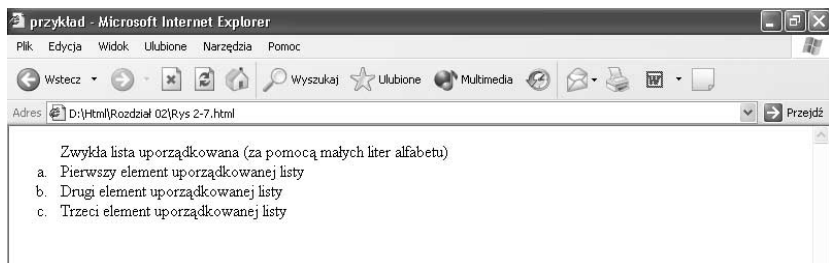 przykład - Microsoft Internet Explorer
Plik Edycja Widok Ulubione Narzędzia Pomoc
Wstecz Wyszukaj Ulubione Multimedia
Adres D:\Html\Rozdział 02\Rys 2-7.html Przejdź
Zwykła lista uporządkowana (za pomocą małych liter alfabetu)
a. Pierwszy element uporządkowanej listy
b. Drugi element uporządkowanej listy
c. Trzeci element uporządkowanej listy